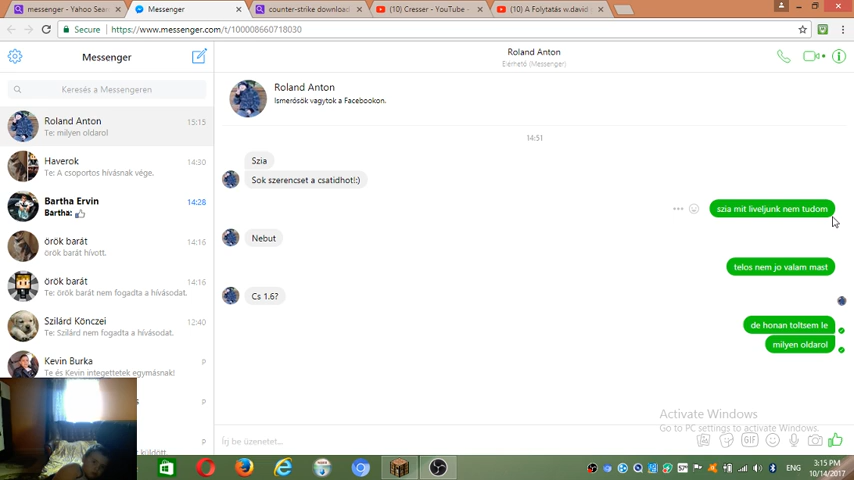 messenger - Yahoo Sear
Messenger
counter-strike download
(10) Cresser - YouTube
(10) A Folytatás w.david
Secure
https://www.messenger.com/t/100008660718030
Messenger
Keresés a Messengeren
Roland Anton
15:15
Te: milyen oldarol
Haverok
14:30
Te: A csoportos hívásnak vége.
Bartha Ervin
14:28
Bartha:
örök barát
14:16
örök barát hívott.
örök barát
14:16
Te: örök barát nem fogadta a hívásodat.
Szilárd Könczei
12:40
Te: Szilárd nem fogadta a hívásodat.
Kevin Burka
P
Te és Kevin integettetek egymásnak!
P
P
küldött.
Roland Anton
Elérhető (Messenger)
Roland Anton
Ismerősök vagytok a Facebookon.
14:51
Szia
Sok szerencset a csatidhot!:)
szia mit liveljunk nem tudom
Nebut
telos nem jo valam mast
Cs 1.6?
de honan toltsem le
milyen oldarol
Activate Windows
Go to PC settings to activate Windows.
Írj be üzenetet...
GIF
ENG
3:15 PM
10/14/2017